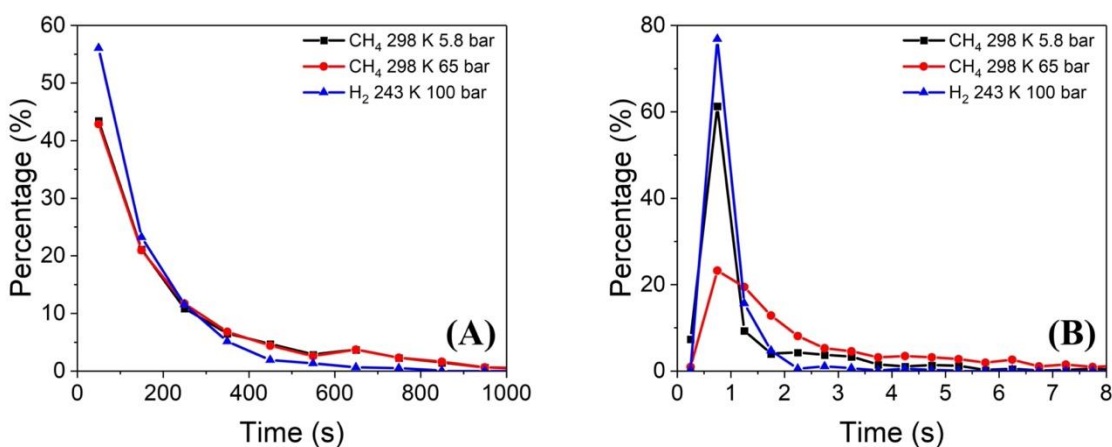 60
50
40
30
20
10
0
Percentage (%)
CH₄ 298 K 5.8 bar
CH₄ 298 K 65 bar
H₂ 243 K 100 bar
(A)
0 200 400 600 800 1000
Time (s)
80
60
40
20
0
Percentage (%)
CH₄ 298 K 5.8 bar
CH₄ 298 K 65 bar
H₂ 243 K 100 bar
(B)
0 1 2 3 4 5 6 7 8
Time (s)